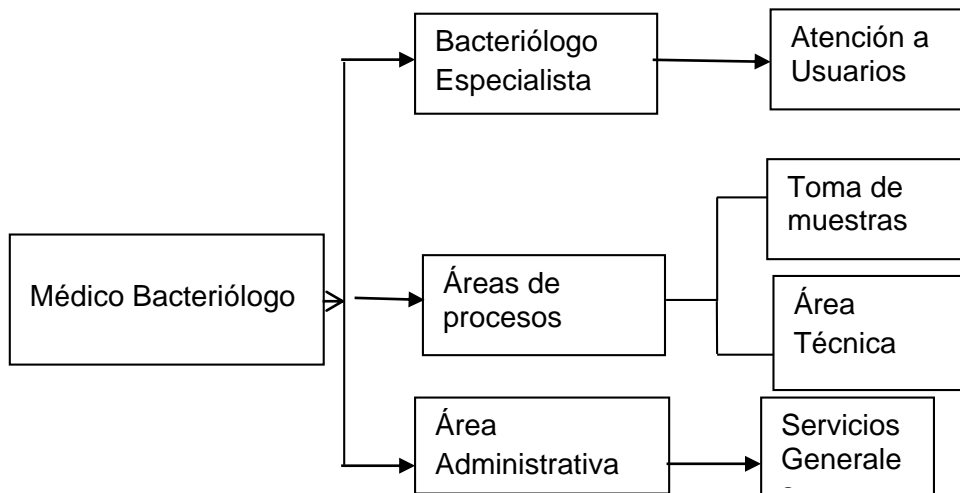 Bacteriólogo
Especialista
Atención a
Usuarios
Toma de
muestras
Médico Bacteriólogo
Áreas de
procesos
Área
Técnica
Área
Administrativa
Servicios
Generale